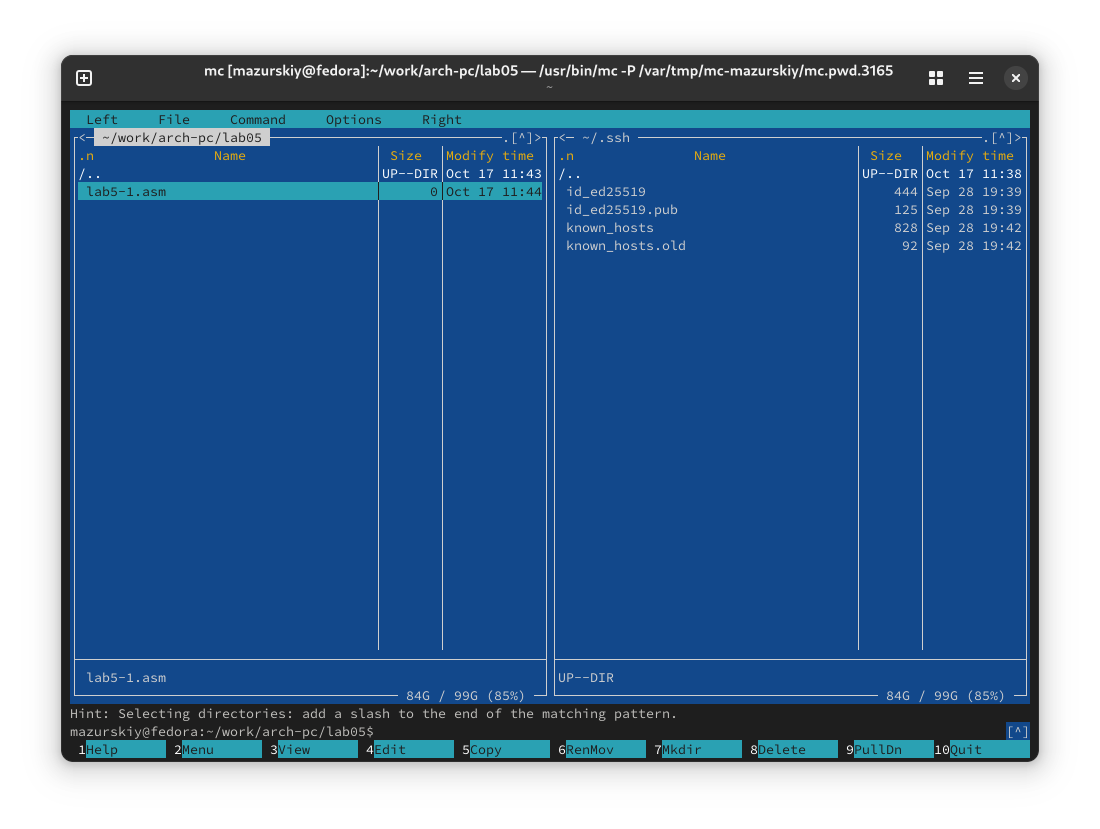 mc [mazurskiy@fedora]:~/work/arch-pc/lab05 — /usr/bin/mc -P /var/tmp/mc-mazurskiy/mc.pwd.3165
~
Left File Command Options Right
<- ~/work/arch-pc/lab05 .[^]> <- ~/.ssh .[^]>
.n Name Size Modify time .n Name Size Modify time
/.. UP--DIR Oct 17 11:43 /.. UP--DIR Oct 17 11:38
lab5-1.asm 0 Oct 17 11:44 id_ed25519 444 Sep 28 19:39
id_ed25519.pub 125 Sep 28 19:39
known_hosts 828 Sep 28 19:42
known_hosts.old 92 Sep 28 19:42
lab5-1.asm UP--DIR
84G / 99G (85%) 84G / 99G (85%)
Hint: Selecting directories: add a slash to the end of the matching pattern.
mazurskiy@fedora:~/work/arch-pc/lab05$ [^]
1Help 2Menu 3View 4Edit 5Copy 6RenMov 7Mkdir 8Delete 9PullDn 10Quit